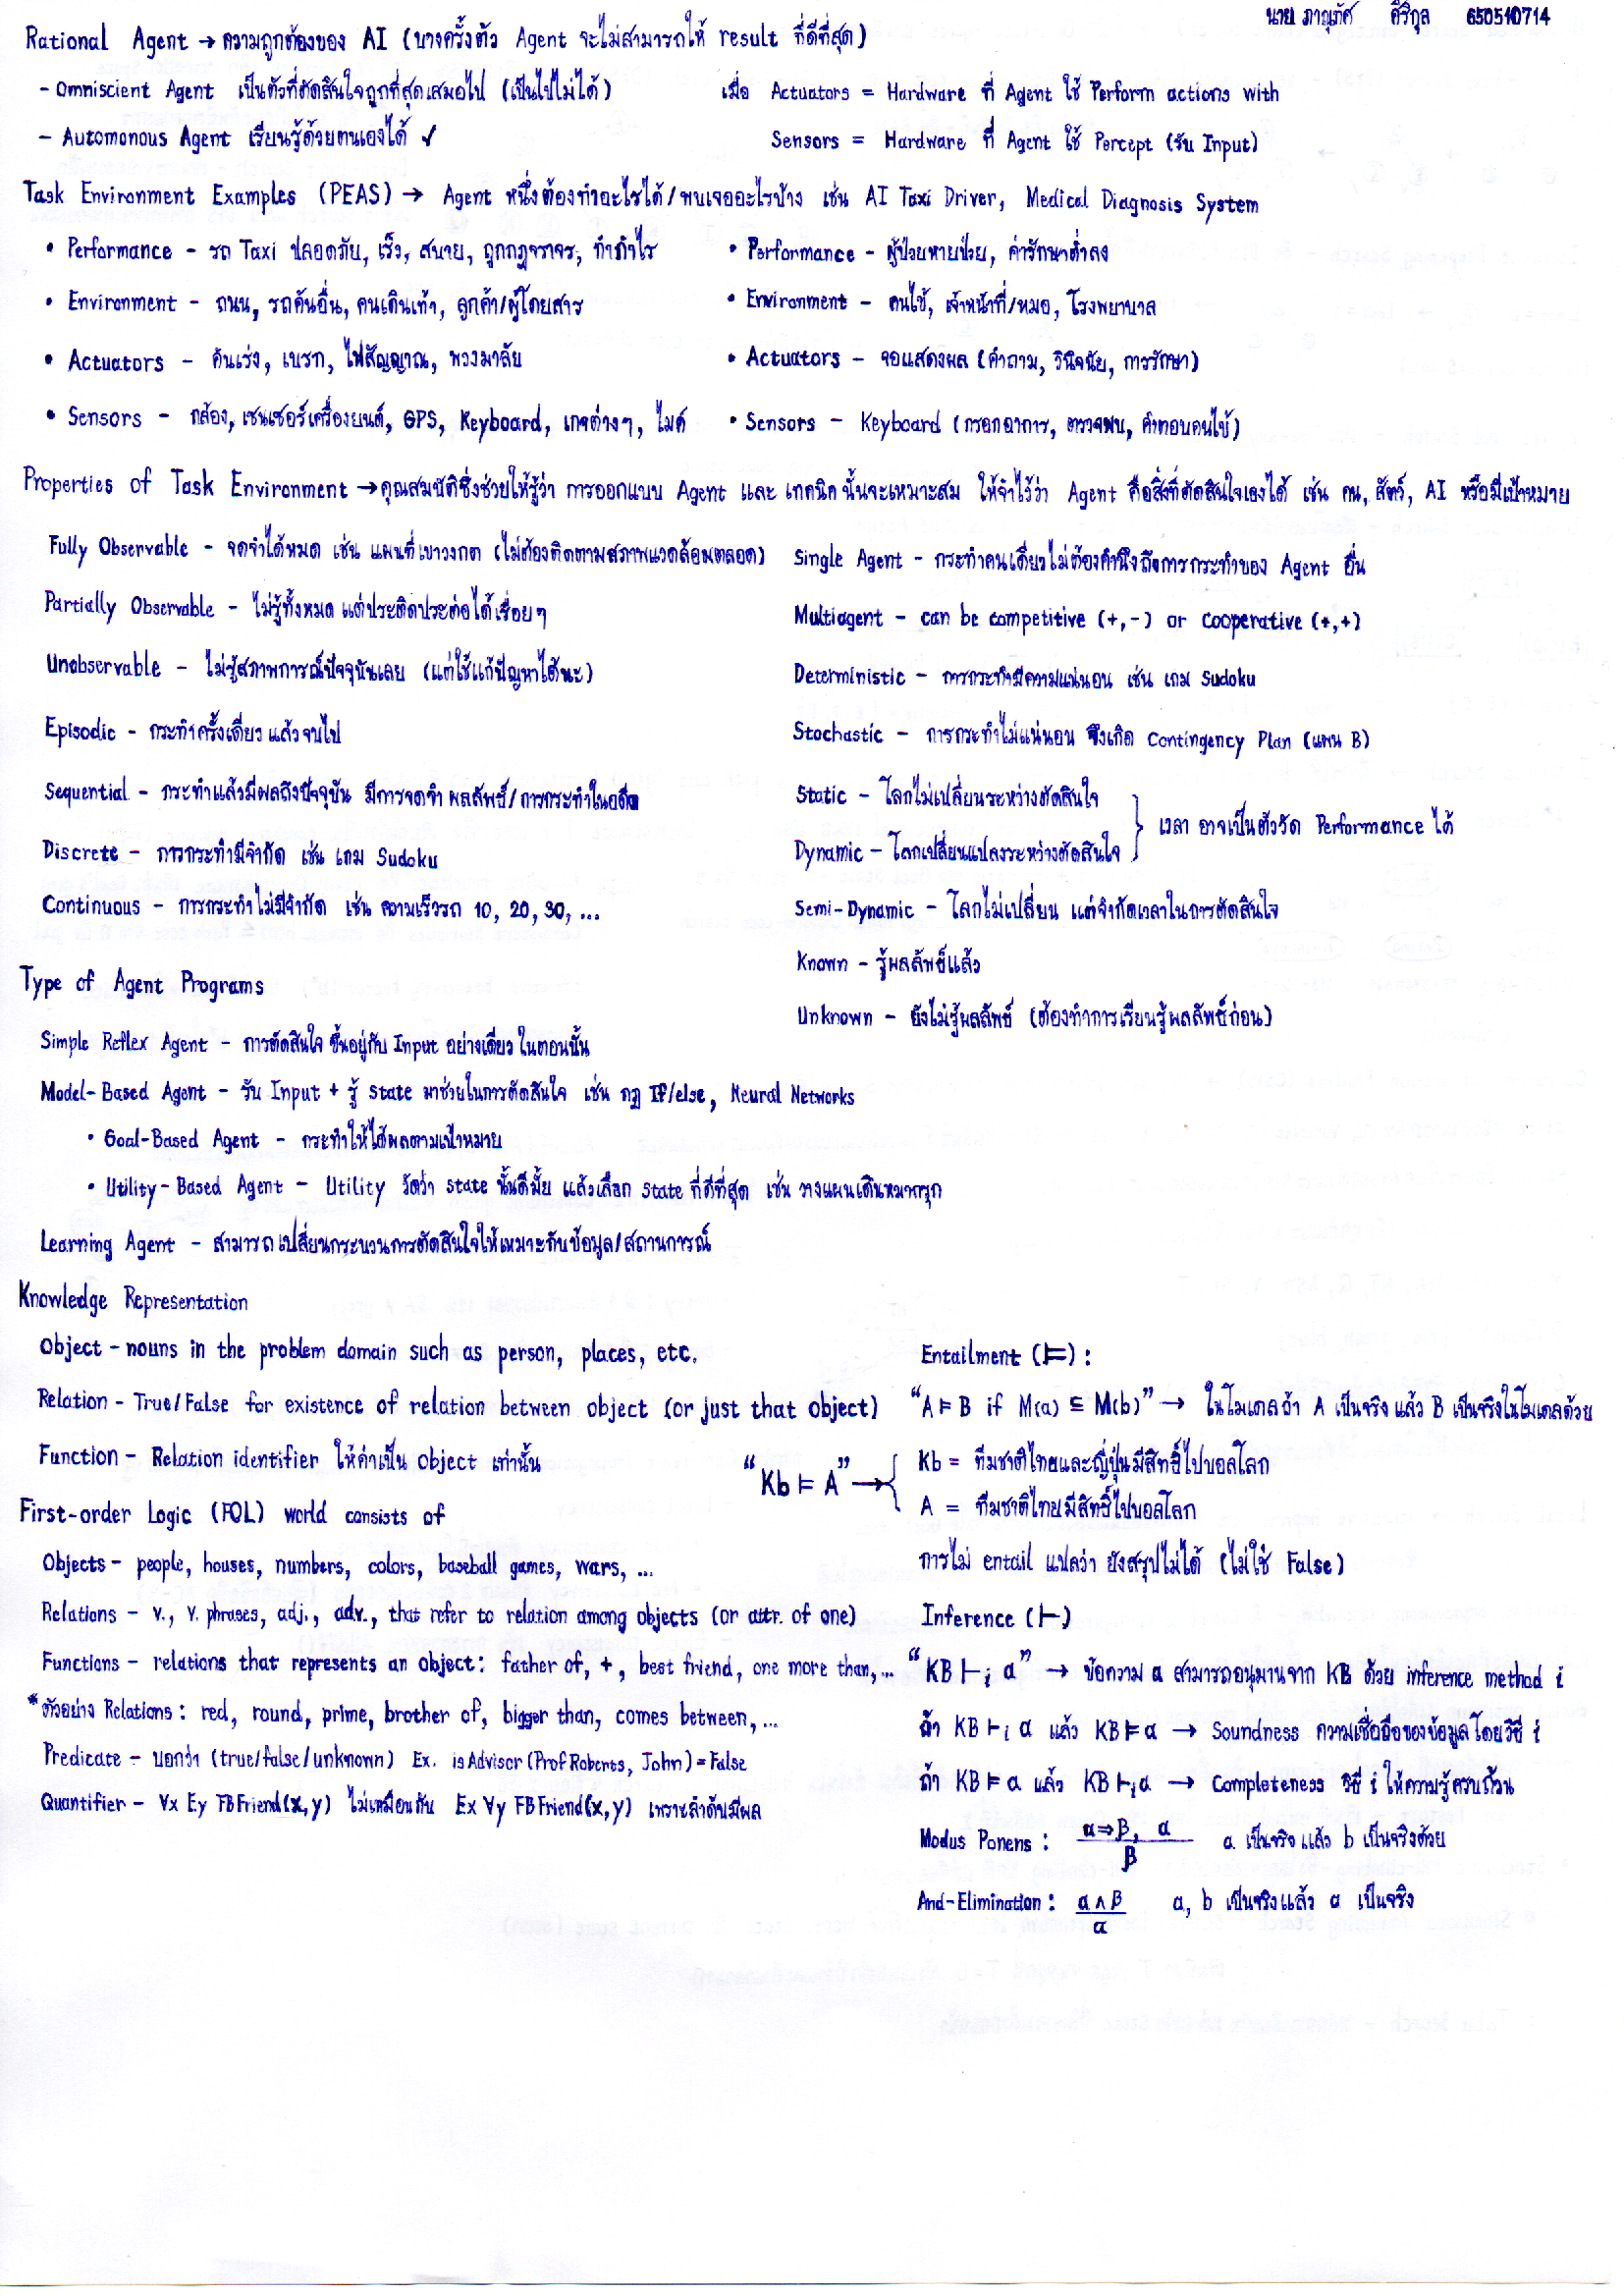 นาย ภาณุภัศ ศิริกุล 650510714
Rational Agent → ความถูกต้องของ AI (บางครั้งตัว Agent จะไม่สามารถให้ result ที่ดีที่สุด)
- Omniscient Agent เป็นตัวที่ตัดสินใจถูกที่สุดเสมอไป (เป็นไปไม่ได้)
- Automonous Agent เรียนรู้ด้วยตนเองได้ ✓
เมื่อ Actuators = Hardware ที่ Agent ใช้ Perform actions with
Sensors = Hardware ที่ Agent ใช้ Percept (รับ Input)
Task Environment Examples (PEAS) → Agent หนึ่งต้องทำอะไรได้/พบเจออะไรบ้าง เช่น AI Taxi Driver, Medical Diagnosis System
• Performance - รถ Taxi ปลอดภัย, เร็ว, สบาย, ถูกกฎจราจร, ทำกำไร
• Environment - ถนน, รถคันอื่น, คนเดินเท้า, ลูกค้า/ผู้โดยสาร
• Actuators - คันเร่ง, เบรก, ไฟสัญญาณ, พวงมาลัย
• Sensors - กล้อง, เซนเซอร์เครื่องยนต์, GPS, Keyboard, เกจต่างๆ, ไมค์
• Performance - ผู้ป่วยหายป่วย, ค่ารักษาต่ำลง
• Environment - คนไข้, เจ้าหน้าที่/หมอ, โรงพยาบาล
• Actuators - จอแสดงผล (คำถาม, วินิจฉัย, การรักษา)
• Sensors - Keyboard (กรอกอาการ, ตรวจพบ, คำตอบคนไข้)
Properties of Task Environment → คุณสมบัติซึ่งช่วยให้รู้ว่า การออกแบบ Agent และ เทคนิคนั้นจะเหมาะสม ให้จำไว้ว่า Agent คือสิ่งที่ตัดสินใจเองได้ เช่น คน, สัตว์, AI หรือมีเป้าหมาย
Fully Observable - จดจำได้หมด เช่น แผนที่เขาวงกต (ไม่ต้องติดตามสภาพแวดล้อมตลอด)
Partially Observable - ไม่รู้ทั้งหมด แต่ประติดประต่อได้เรื่อยๆ
Unobservable - ไม่รู้สภาพการณ์ปัจจุบันเลย (แต่ใช้แก้ปัญหาได้นะ)
Episodic - กระทำครั้งเดียว แล้วจบไป
Sequential - กระทำแล้วมีผลถึงปัจจุบัน มีการจดจำ ผลลัพธ์/การกระทำในอดีต
Discrete - การกระทำมีจำกัด เช่น เกม Sudoku
Continuous - การกระทำไม่มีจำกัด เช่น ความเร็วรถ 10, 20, 30, ...
Single Agent - กระทำคนเดียวไม่ต้องคำนึงถึงการกระทำของ Agent อื่น
Multiagent - can be competitive (+,-) or cooperative (+,+)
Deterministic - การกระทำมีความแน่นอน เช่น เกม Sudoku
Stochastic - การกระทำไม่แน่นอน จึงเกิด Contingency Plan (แผน B)
Static - โลกไม่เปลี่ยนระหว่างตัดสินใจ
Dynamic - โลกเปลี่ยนแปลงระหว่างตัดสินใจ
} เวลา อาจเป็นตัววัด Performance ได้
Semi-Dynamic - โลกไม่เปลี่ยน แต่จำกัดเวลาในการตัดสินใจ
Known - รู้ผลลัพธ์แล้ว
Unknown - ยังไม่รู้ผลลัพธ์ (ต้องทำการเรียนรู้ผลลัพธ์ก่อน)
Type of Agent Programs
Simple Reflex Agent - การตัดสินใจ ขึ้นอยู่กับ Input อย่างเดียว ในตอนนั้น
Model-Based Agent - รับ Input + รู้ state มาช่วยในการตัดสินใจ เช่น กฎ If/else, Neural Networks
• Goal-Based Agent - กระทำให้ได้ผลตามเป้าหมาย
• Utility-Based Agent - Utility วัดว่า state นั้นดีมั้ย แล้วเลือก state ที่ดีที่สุด เช่น วางแผนเดินหมากรุก
Learning Agent - สามารถเปลี่ยนกระบวนการตัดสินใจให้เหมาะกับข้อมูล/สถานการณ์
Knowledge Representation
Object - nouns in the problem domain such as person, places, etc.
Relation - True/False for existence of relation between object (or just that object)
Function - Relation identifier ให้ค่าเป็น object เท่านั้น
First-order Logic (FOL) world consists of
Objects - people, houses, numbers, colors, baseball games, wars, ...
Relations - v., v. phrases, adj., adv., that refer to relation among objects (or attr. of one)
Functions - relations that represents an object: father of, +, best friend, one more than, ...
*ตัวอย่าง Relations: red, round, prime, brother of, bigger than, comes between, ...
Predicate - บอกว่า (true/false/unknown) Ex. isAdvisor(ProfRoberts, John) = False
Quantifier - ∀x Ey FBFriend(x,y) ไม่เหมือนกับ Ex ∀y FBFriend(x,y) เพราะลำดับมีผล
Entailment (⊨):
"A ⊨ B if M(a) ⊆ M(b)" → ในโมเดลถ้า A เป็นจริง แล้ว B เป็นจริงในโมเดลด้วย
"Kb ⊨ A" → { Kb = ทีมชาติไทยและญี่ปุ่นมีสิทธิ์ไปบอลโลก
A = ทีมชาติไทยมีสิทธิ์ไปบอลโลก
การไม่ entail แปลว่า ยังสรุปไม่ได้ (ไม่ใช่ False)
Inference (⊢)
"KB ⊢i α" → ข้อความ α สามารถอนุมานจาก KB ด้วย inference method i
ถ้า KB ⊢i α แล้ว KB ⊨ α → Soundness ความเชื่อถือของข้อมูลโดยวิธี i
ถ้า KB ⊨ α แล้ว KB ⊢i α → Completeness วิธี i ให้ความรู้ครบถ้วน
Modus Ponens: α⇒β, α / β a เป็นจริง แล้ว b เป็นจริงด้วย
And-Elimination: α ∧ β / α a, b เป็นจริงแล้ว a เป็นจริง